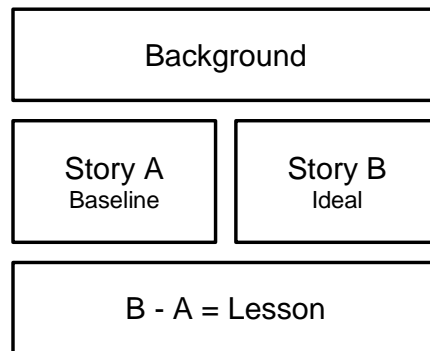 Background
Story A
Baseline
Story B
Ideal
B - A = Lesson